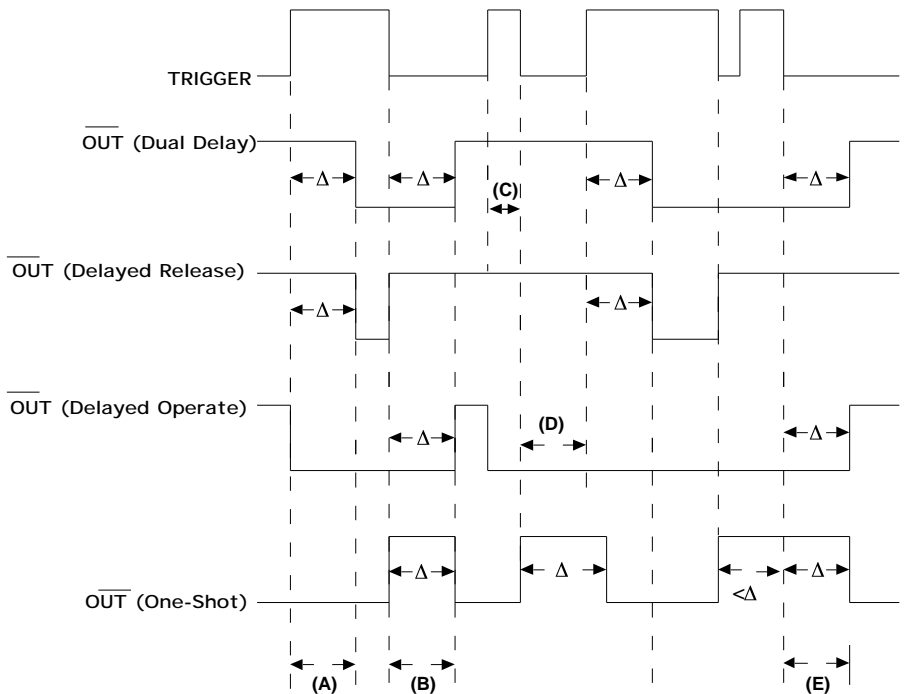 TRIGGER
OUT (Dual Delay)
Δ
Δ
(C)
Δ
Δ
OUT (Delayed Release)
Δ
Δ
OUT (Delayed Operate)
Δ
(D)
Δ
OUT (One-Shot)
Δ
Δ
<Δ
Δ
(A)
(B)
(E)